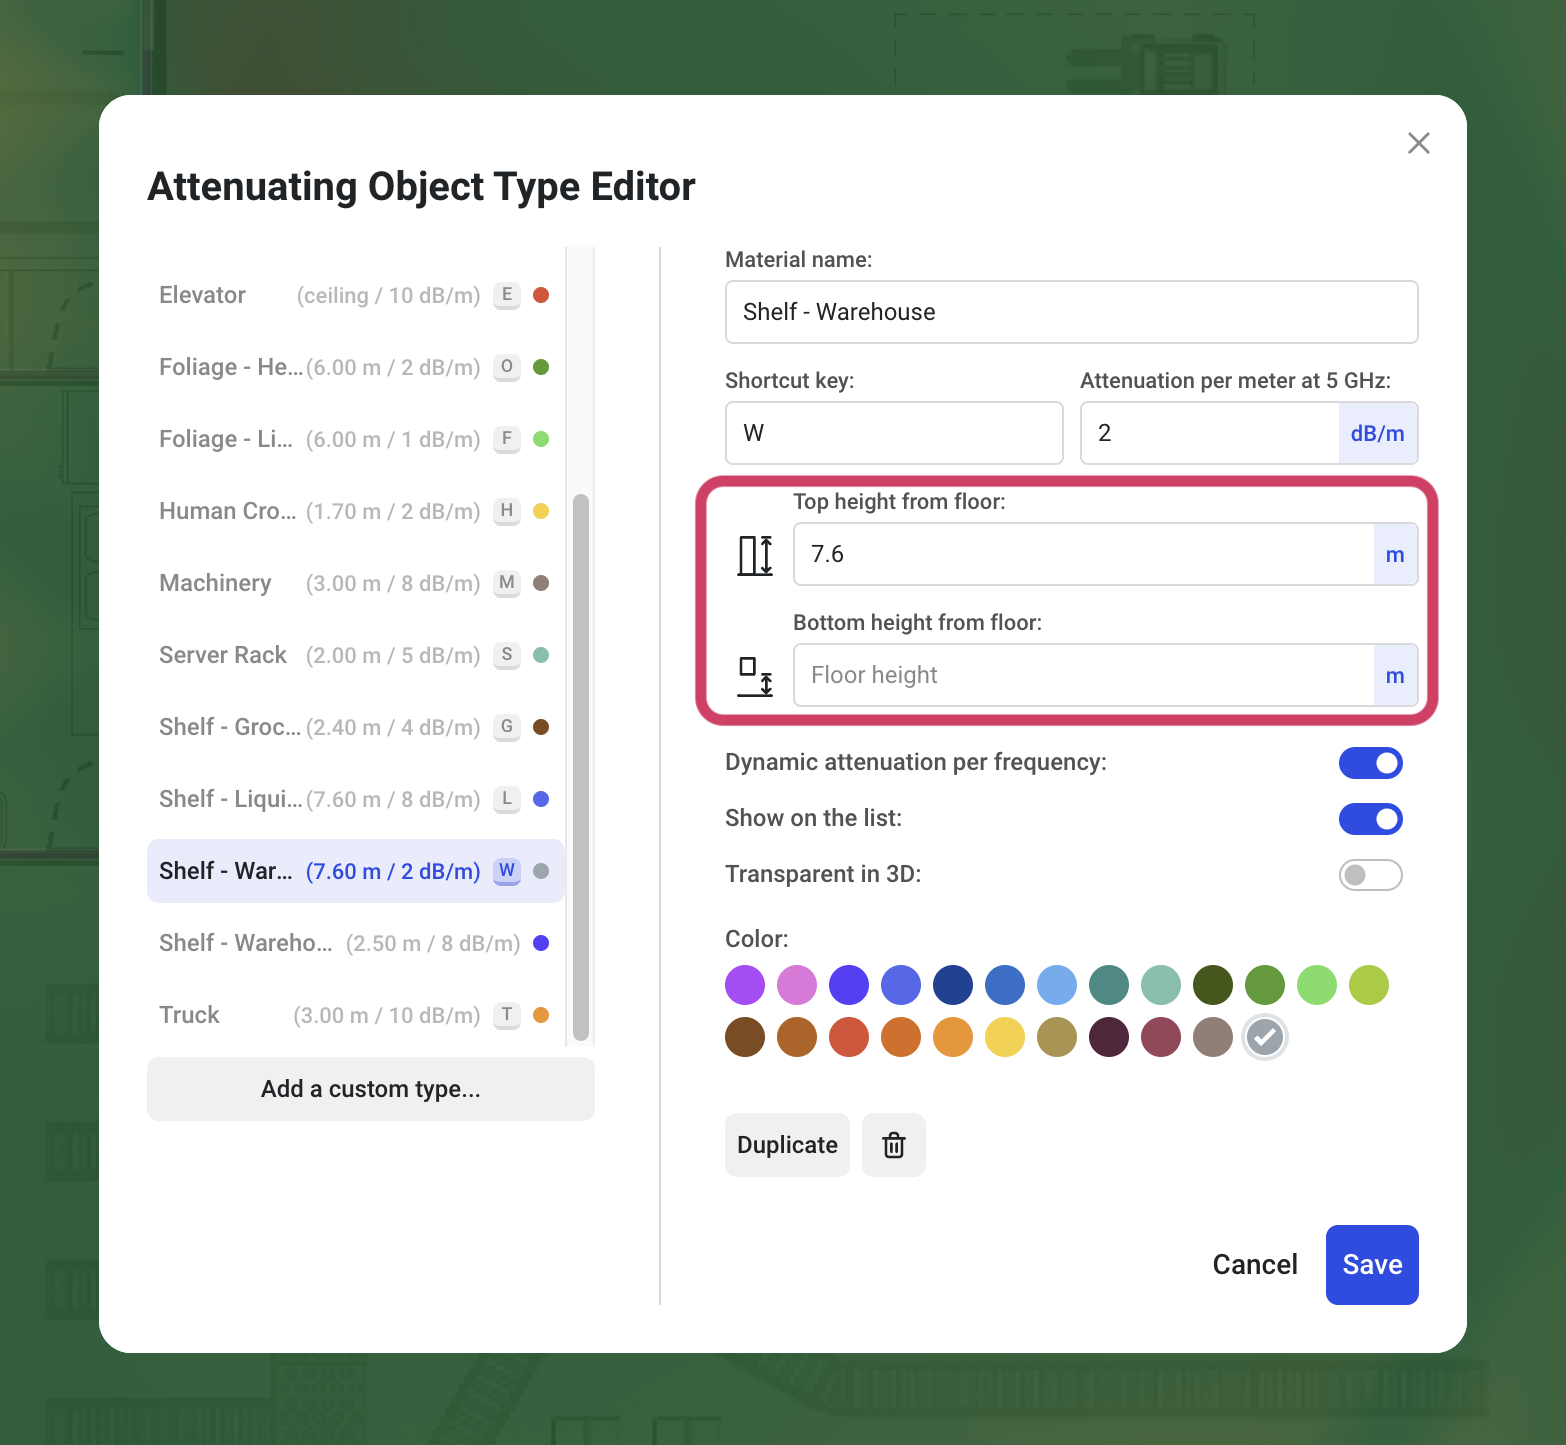 Attenuating Object Type Editor
Elevator (ceiling / 10 dB/m) E
Foliage - He... (6.00 m / 2 dB/m) O
Foliage - Li... (6.00 m / 1 dB/m) F
Human Cro... (1.70 m / 2 dB/m) H
Machinery (3.00 m / 8 dB/m) M
Server Rack (2.00 m / 5 dB/m) S
Shelf - Groc... (2.40 m / 4 dB/m) G
Shelf - Liqui... (7.60 m / 8 dB/m) L
Shelf - War... (7.60 m / 2 dB/m) W
Shelf - Wareho... (2.50 m / 8 dB/m)
Truck (3.00 m / 10 dB/m) T
Add a custom type...
Material name:
Shelf - Warehouse
Shortcut key: Attenuation per meter at 5 GHz:
W 2 dB/m
Top height from floor:
7.6 m
Bottom height from floor:
Floor height m
Dynamic attenuation per frequency:
Show on the list:
Transparent in 3D:
Color:
Duplicate
Cancel Save